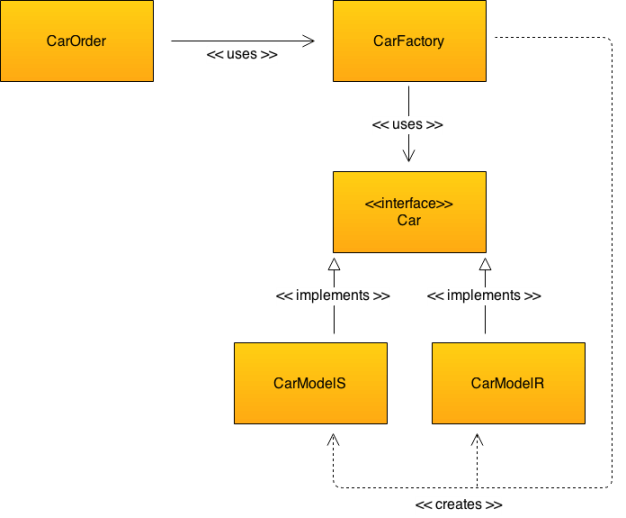 CarOrder
<< uses >>
CarFactory
<< uses >>
<<interface>>
Car
<< implements >>
<< implements >>
CarModelS
CarModelR
<< creates >>